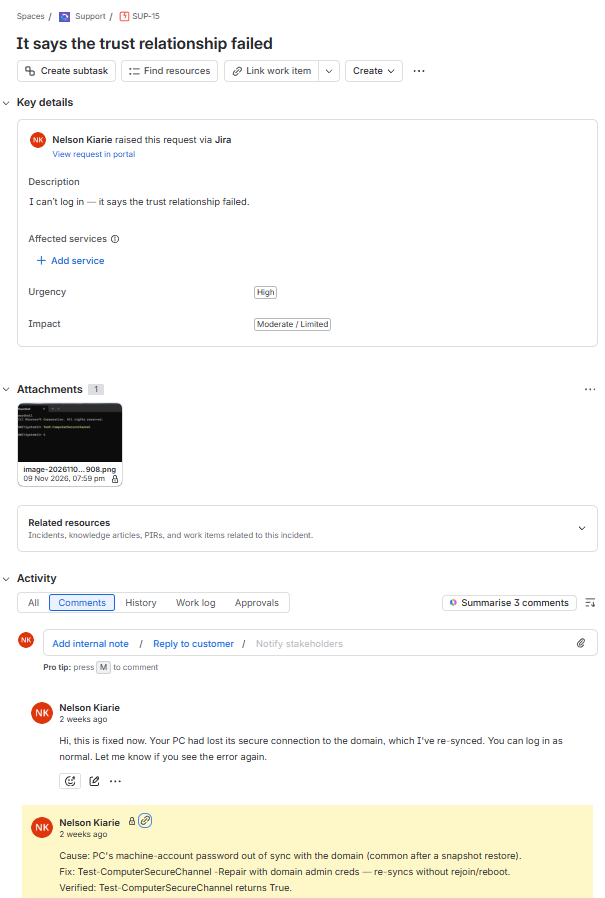 Spaces / Support / SUP-15
It says the trust relationship failed
Create subtask Find resources Link work item Create
Key details
NK Nelson Kiarie raised this request via Jira
View request in portal
Description
I can't log in — it says the trust relationship failed.
Affected services
+ Add service
Urgency High
Impact Moderate / Limited
Attachments 1
image-2026110...908.png
09 Nov 2026, 07:59 pm
Related resources
Incidents, knowledge articles, PIRs, and work items related to this incident.
Activity
All Comments History Work log Approvals Summarise 3 comments
NK Add internal note / Reply to customer / Notify stakeholders
Pro tip: press M to comment
NK Nelson Kiarie
2 weeks ago
Hi, this is fixed now. Your PC had lost its secure connection to the domain, which I've re-synced. You can log in as
normal. Let me know if you see the error again.
NK Nelson Kiarie
2 weeks ago
Cause: PC's machine-account password out of sync with the domain (common after a snapshot restore).
Fix: Test-ComputerSecureChannel -Repair with domain admin creds — re-syncs without rejoin/reboot.
Verified: Test-ComputerSecureChannel returns True.